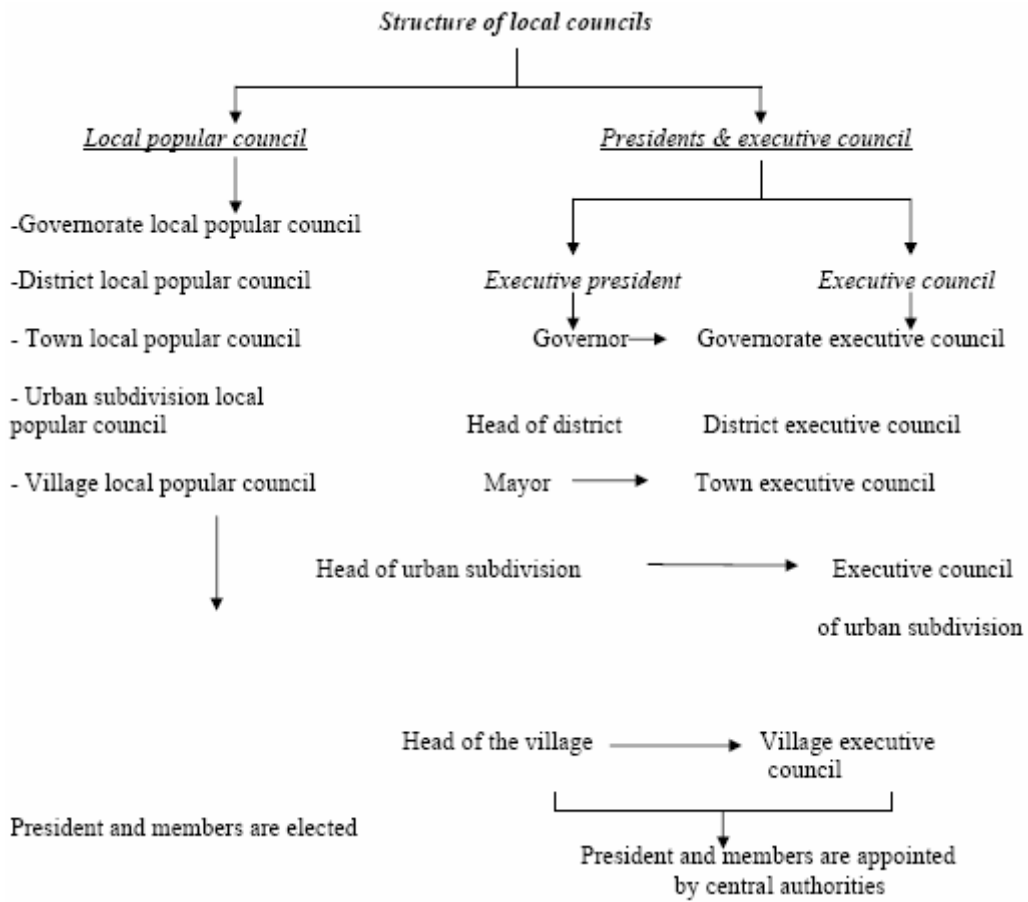 Structure of local councils
Local popular council
Presidents & executive council
-Governorate local popular council
-District local popular council
Executive president
Executive council
- Town local popular council
Governor
Governorate executive council
- Urban subdivision local
popular council
Head of district
District executive council
- Village local popular council
Mayor
Town executive council
Head of urban subdivision
Executive council
of urban subdivision
Head of the village
Village executive
council
President and members are elected
President and members are appointed
by central authorities